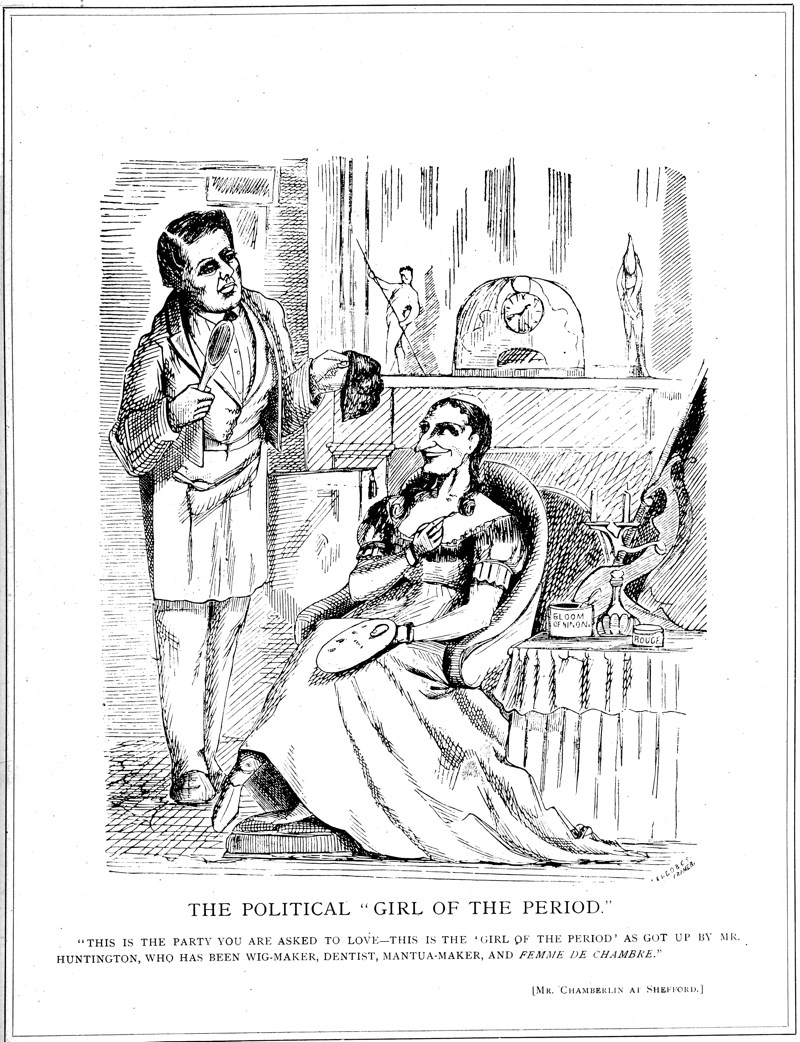 BLOOM
OF NINON.
ROUGE
THE POLITICAL "GIRL OF THE PERIOD."
"THIS IS THE PARTY YOU ARE ASKED TO LOVE—THIS IS THE 'GIRL OF THE PERIOD' AS GOT UP BY MR.
HUNTINGTON, WHO HAS BEEN WIG-MAKER, DENTIST, MANTUA-MAKER, AND FEMME DE CHAMBRE."
[MR. CHAMBERLIN AT SHEFFORD.]